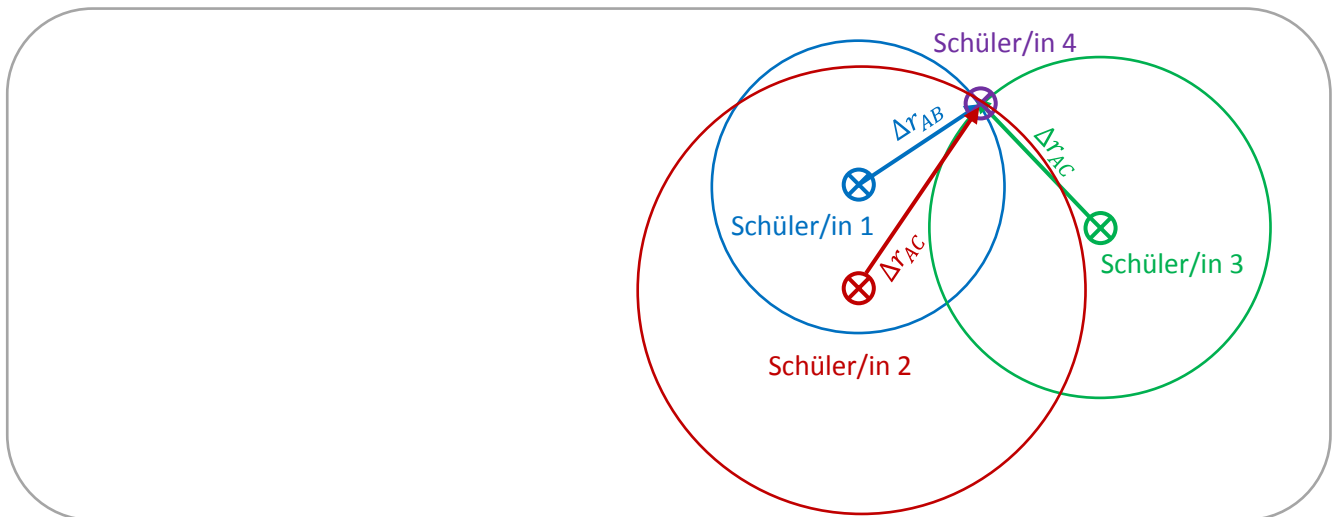 Schüler/in 4
Δr_AB
Δr_AC
Schüler/in 1
Δr_AC
Schüler/in 3
Schüler/in 2